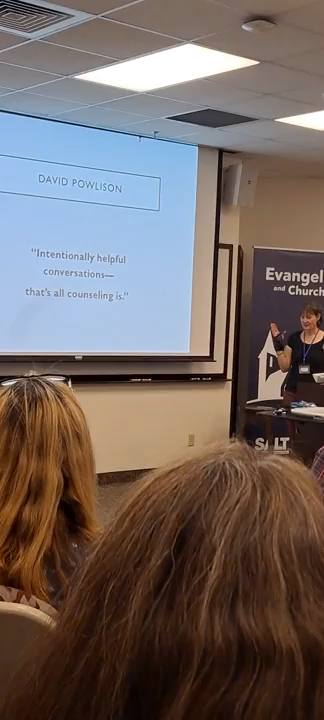 DAVID POWLISON
"Intentionally helpful
conversations—
that's all counseling is."
Evangel
and Church
SALT